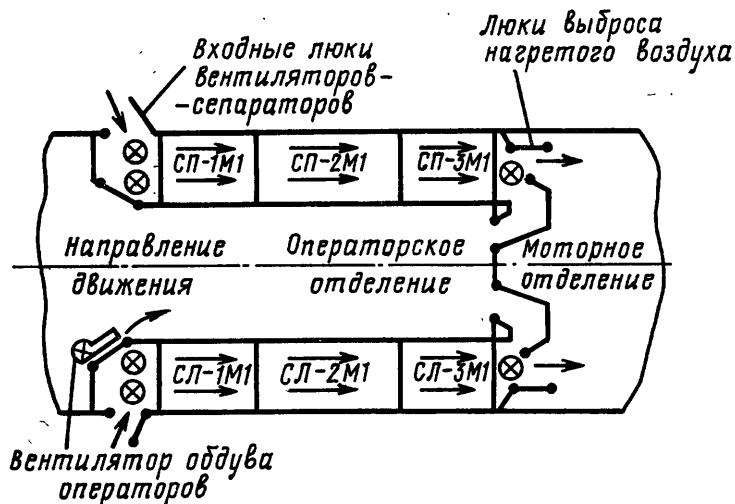 Входные люки
вентиляторов-
-сепараторов
Люки выброса
нагретого воздуха
СП-1М1
СП-2М1
СП-3М1
Направление
движения
Операторское
отделение
Моторное
отделение
СЛ-1М1
СЛ-2М1
СЛ-3М1
Вентилятор обдува
операторов